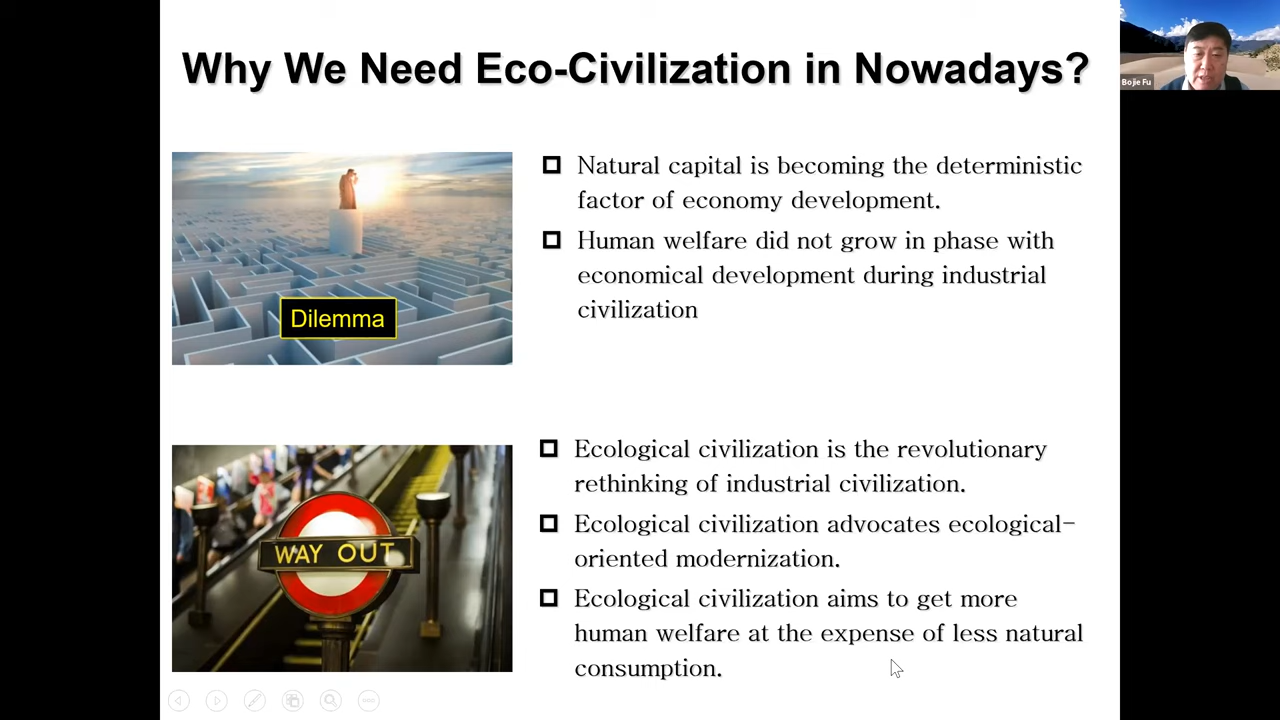 Why We Need Eco-Civilization in Nowadays?
Bojie Fu
Natural capital is becoming the deterministic
factor of economy development.
Human welfare did not grow in phase with
economical development during industrial
civilization
Dilemma
Ecological civilization is the revolutionary
rethinking of industrial civilization.
Ecological civilization advocates ecological-
oriented modernization.
Ecological civilization aims to get more
human welfare at the expense of less natural
consumption.
WAY OUT